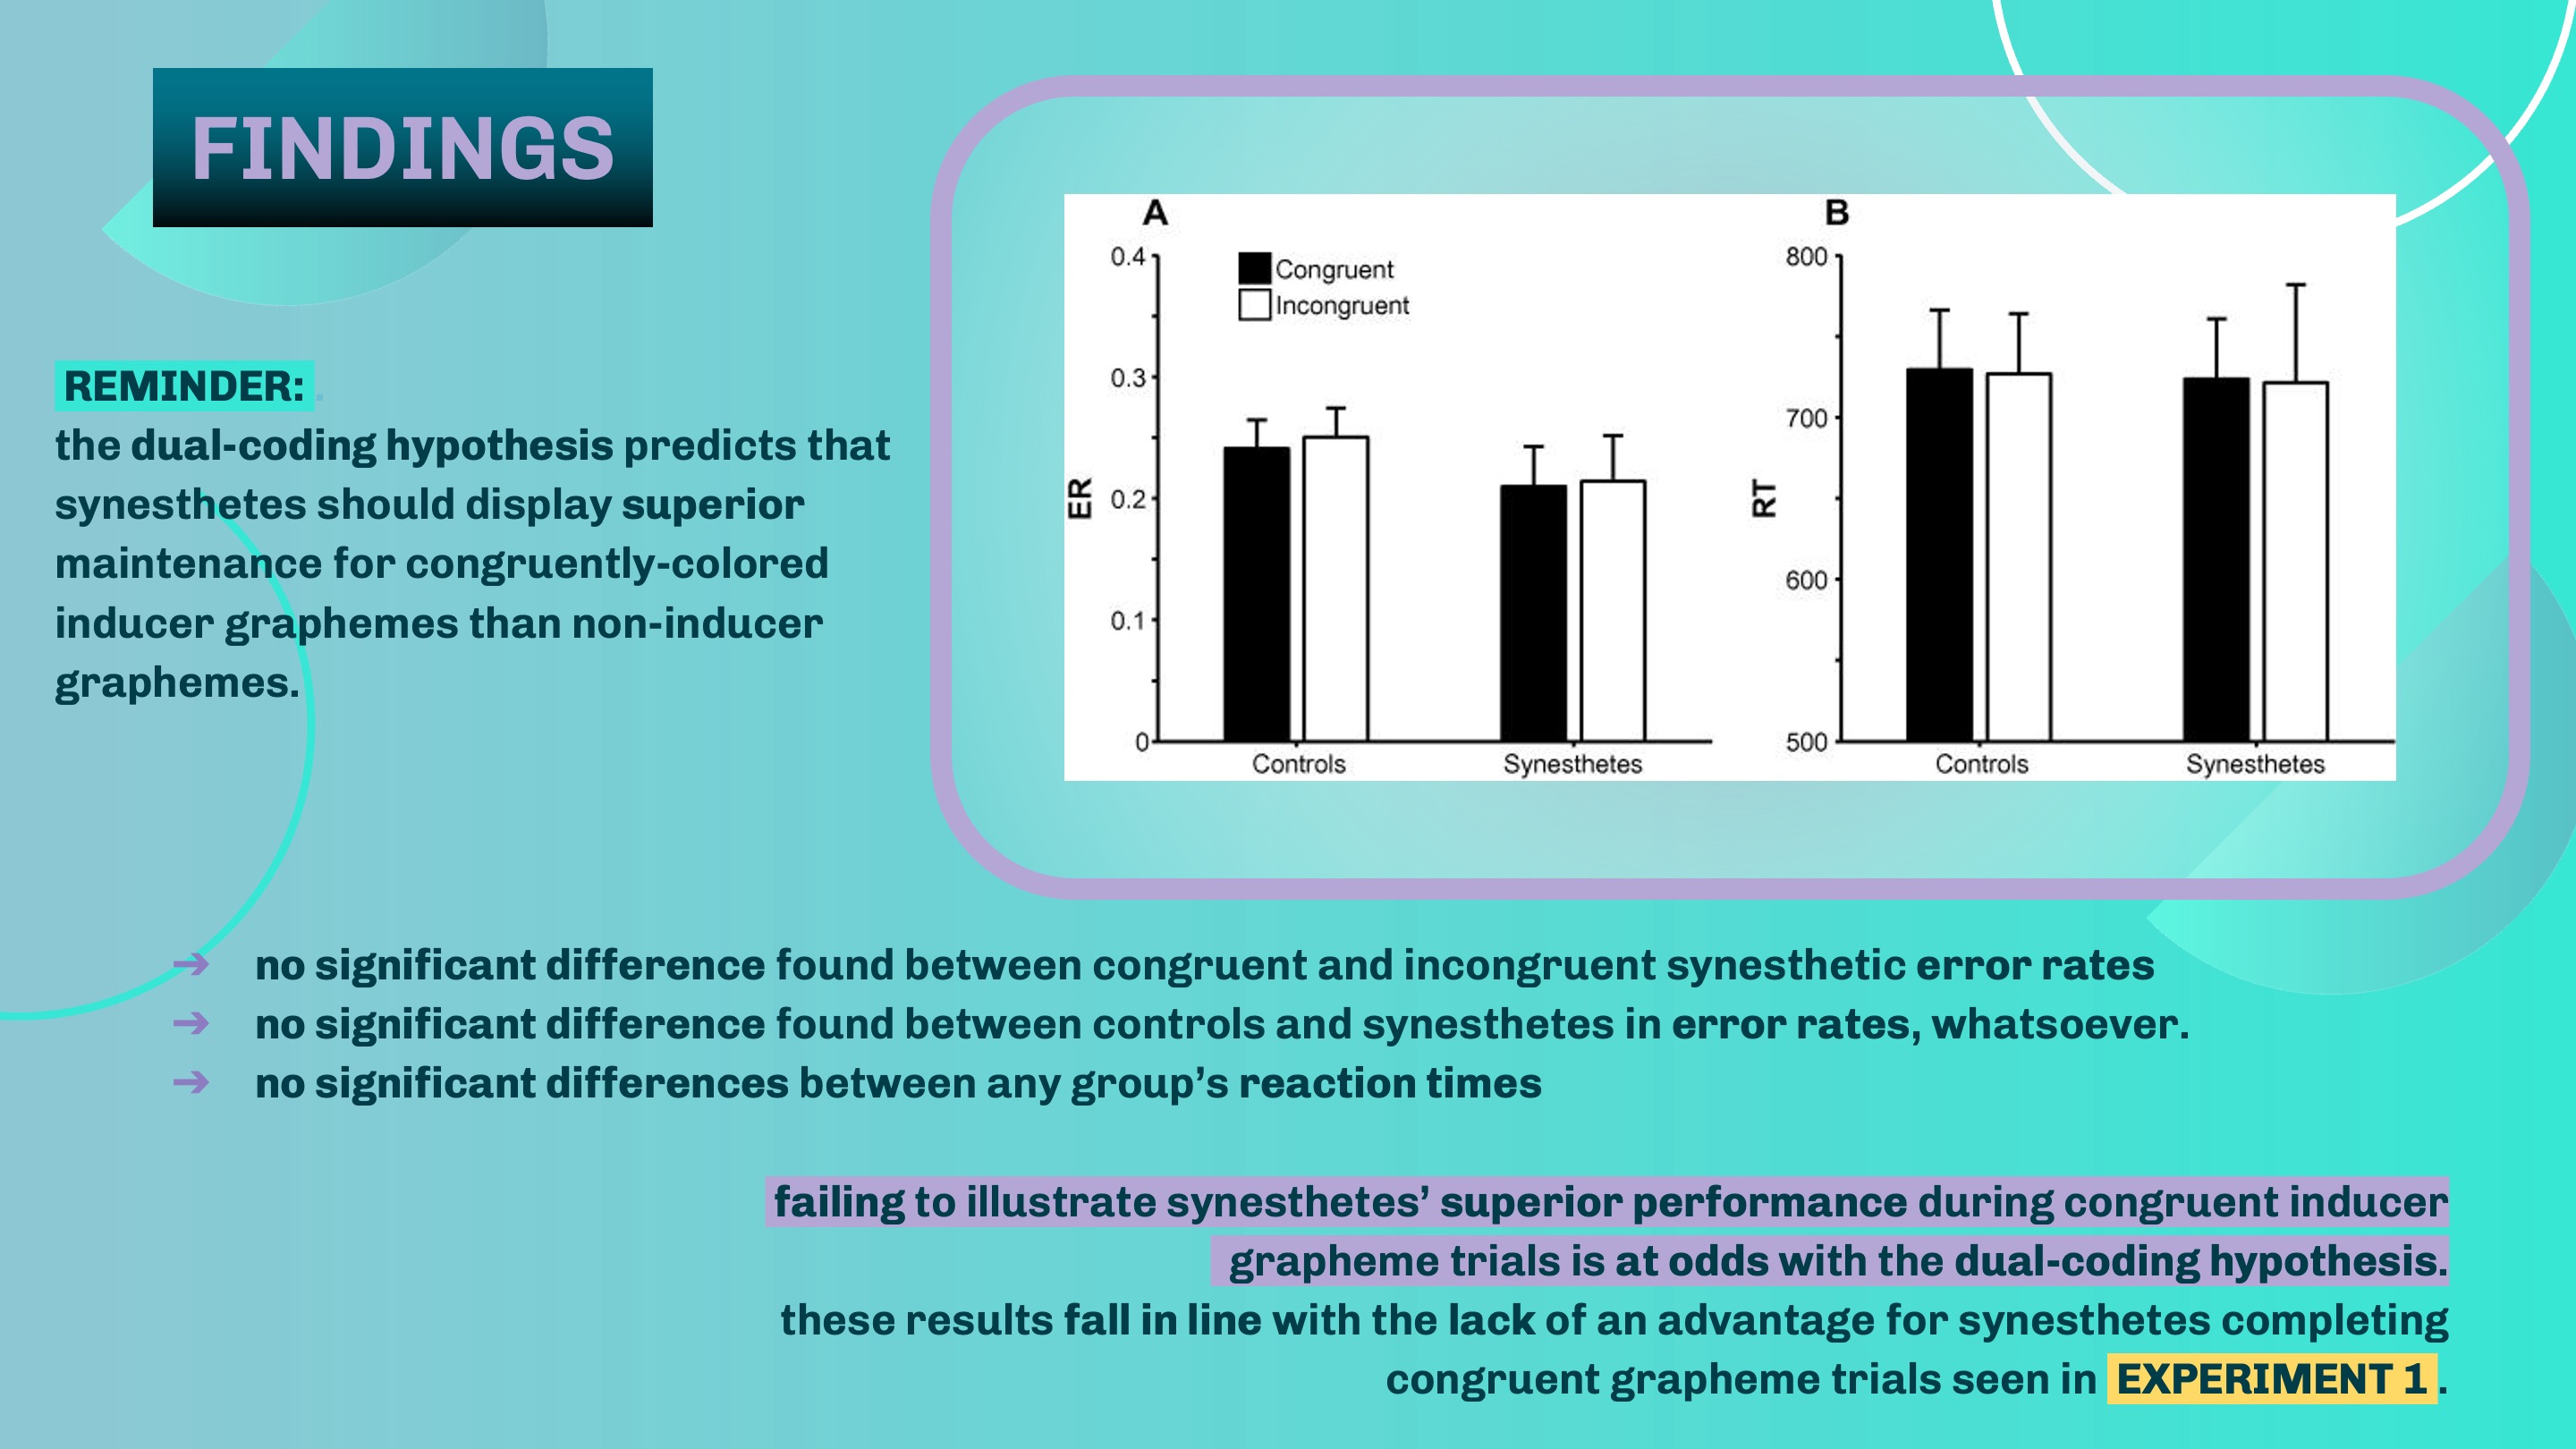 FINDINGS
REMINDER: .
the dual-coding hypothesis predicts that
synesthetes should display superior
maintenance for congruently-colored
inducer graphemes than non-inducer
graphemes.
A
0.4
0.3
0.2
0.1
0
ER
Congruent
Incongruent
Controls
Synesthetes
B
800
700
600
500
RT
Controls
Synesthetes
➔ no significant difference found between congruent and incongruent synesthetic error rates
➔ no significant difference found between controls and synesthetes in error rates, whatsoever.
➔ no significant differences between any group’s reaction times
failing to illustrate synesthetes’ superior performance during congruent inducer
grapheme trials is at odds with the dual-coding hypothesis.
these results fall in line with the lack of an advantage for synesthetes completing
congruent grapheme trials seen in EXPERIMENT 1 .